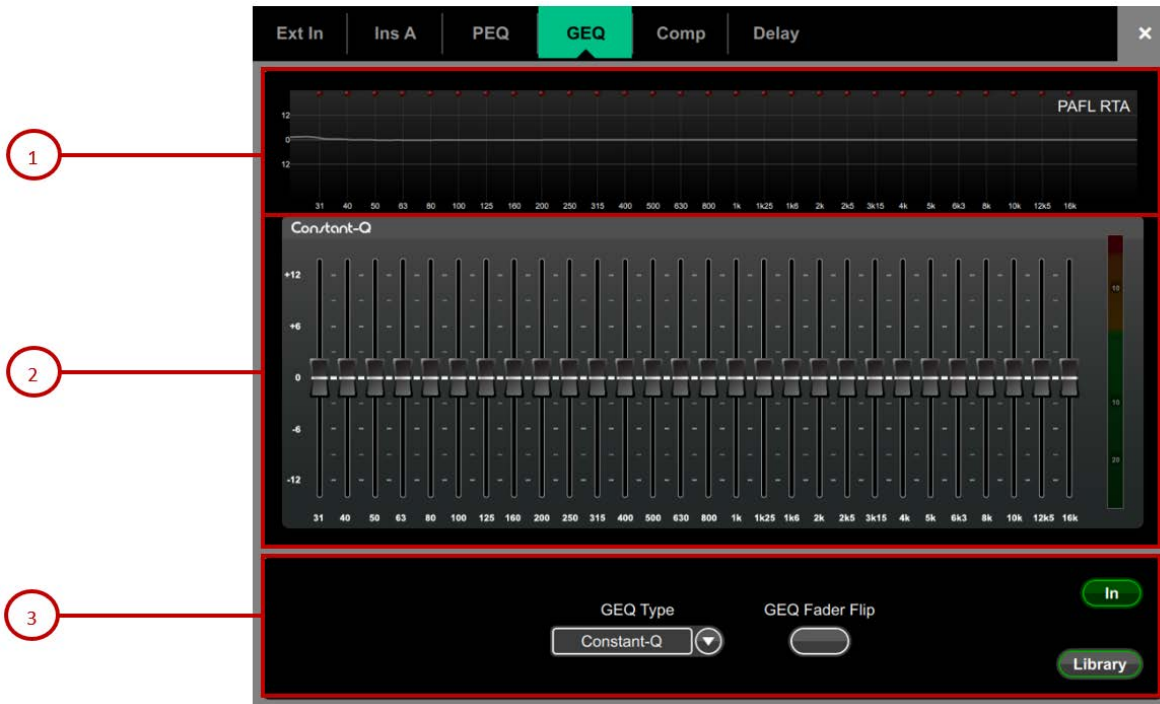 Ext In Ins A PEQ GEQ Comp Delay ×
PAFL RTA
12
0
12
31 40 50 63 80 100 125 160 200 250 315 400 500 630 800 1k 1k25 1k6 2k 2k5 3k15 4k 5k 6k3 8k 10k 12k5 16k
1
Constant-Q
+12
+6
0
-6
-12
10
10
20
31 40 50 63 80 100 125 160 200 250 315 400 500 630 800 1k 1k25 1k6 2k 2k5 3k15 4k 5k 6k3 8k 10k 12k5 16k
2
GEQ Type GEQ Fader Flip In
Constant-Q
Library
3